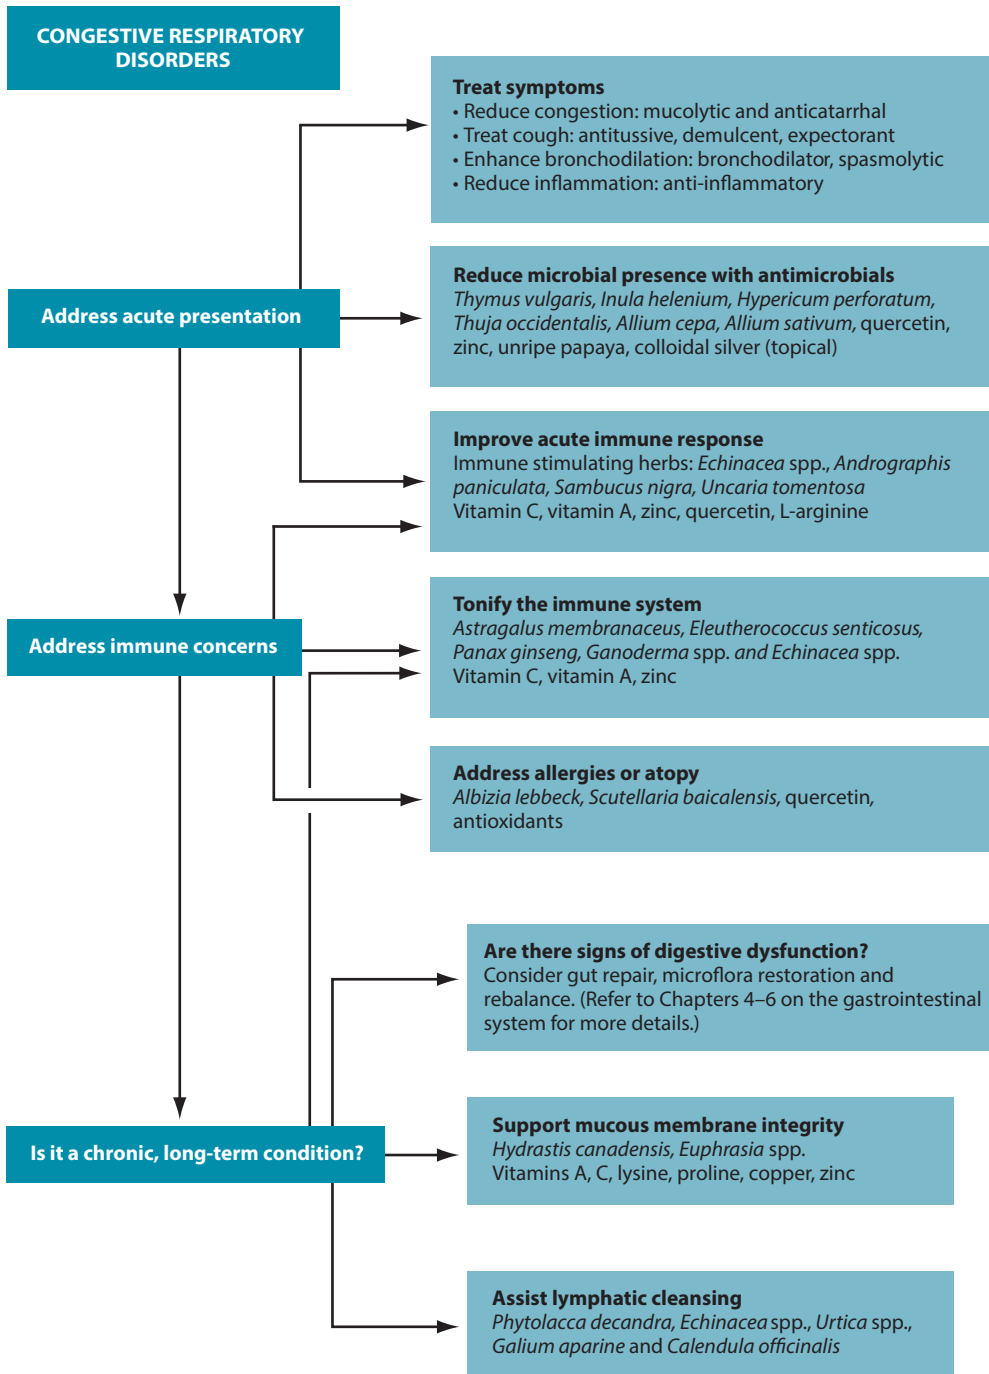 CONGESTIVE RESPIRATORY
DISORDERS
Treat symptoms
• Reduce congestion: mucolytic and anticatarrhal
• Treat cough: antitussive, demulcent, expectorant
• Enhance bronchodilation: bronchodilator, spasmolytic
• Reduce inflammation: anti-inflammatory
Address acute presentation
Reduce microbial presence with antimicrobials
Thymus vulgaris, Inula helenium, Hypericum perforatum,
Thuja occidentalis, Allium cepa, Allium sativum, quercetin,
zinc, unripe papaya, colloidal silver (topical)
Improve acute immune response
Immune stimulating herbs: Echinacea spp., Andrographis
paniculata, Sambucus nigra, Uncaria tomentosa
Vitamin C, vitamin A, zinc, quercetin, L-arginine
Address immune concerns
Tonify the immune system
Astragalus membranaceus, Eleutherococcus senticosus,
Panax ginseng, Ganoderma spp. and Echinacea spp.
Vitamin C, vitamin A, zinc
Address allergies or atopy
Albizia lebbeck, Scutellaria baicalensis, quercetin,
antioxidants
Are there signs of digestive dysfunction?
Consider gut repair, microflora restoration and
rebalance. (Refer to Chapters 4–6 on the gastrointestinal
system for more details.)
Is it a chronic, long-term condition?
Support mucous membrane integrity
Hydrastis canadensis, Euphrasia spp.
Vitamins A, C, lysine, proline, copper, zinc
Assist lymphatic cleansing
Phytolacca decandra, Echinacea spp., Urtica spp.,
Galium aparine and Calendula officinalis